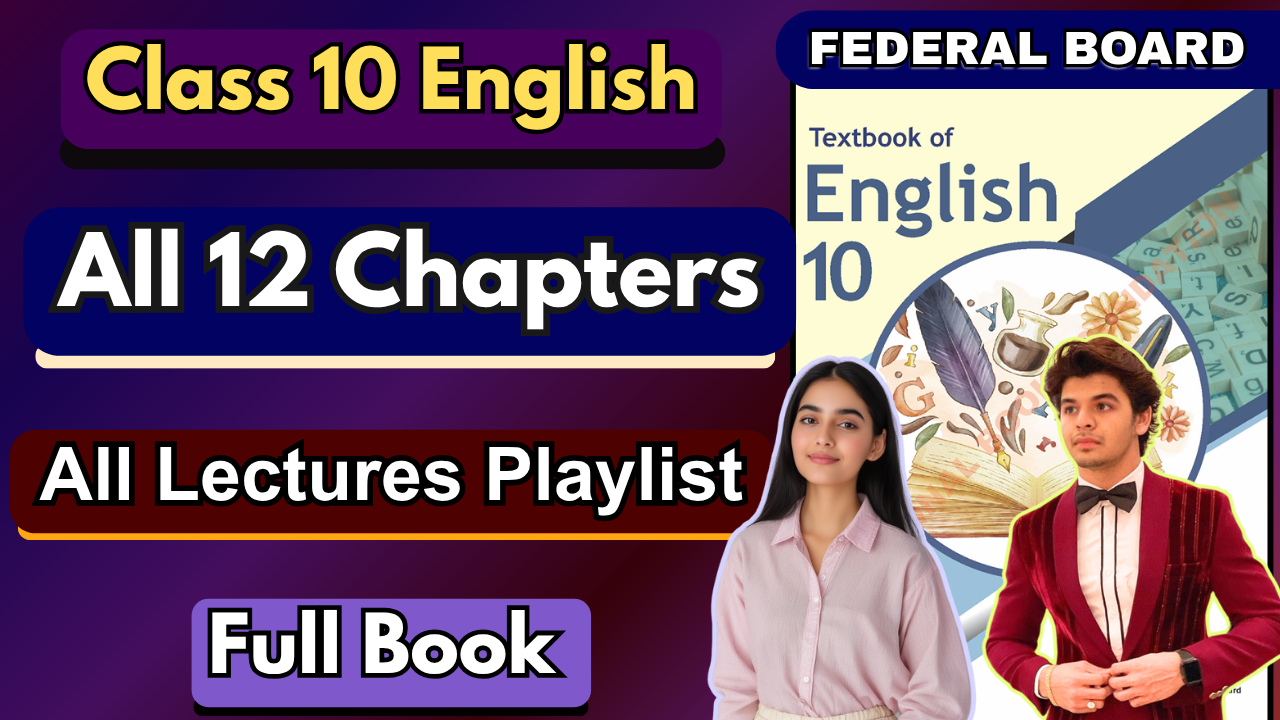 Class 10 English
FEDERAL BOARD
All 12 Chapters
Textbook of
English
10
All Lectures Playlist
Full Book